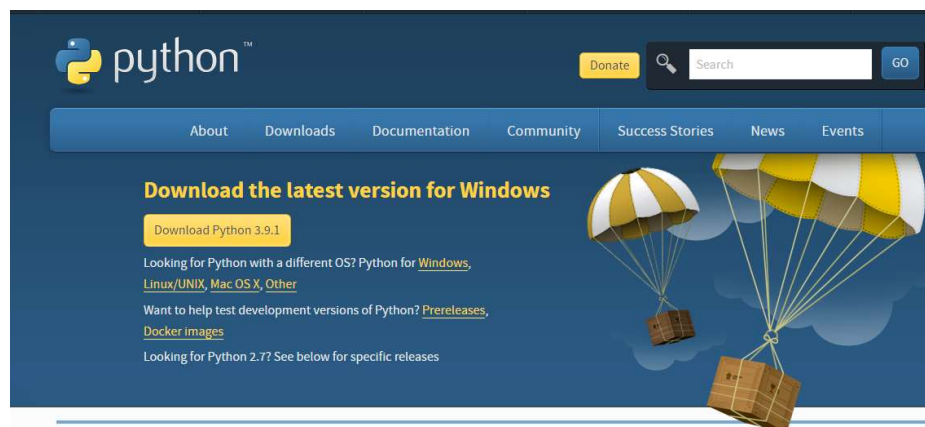 python™
Donate
Search
GO
About Downloads Documentation Community Success Stories News Events
Download the latest version for Windows
Download Python 3.9.1
Looking for Python with a different OS? Python for Windows,
Linux/UNIX, Mac OS X, Other
Want to help test development versions of Python? Prereleases,
Docker images
Looking for Python 2.7? See below for specific releases